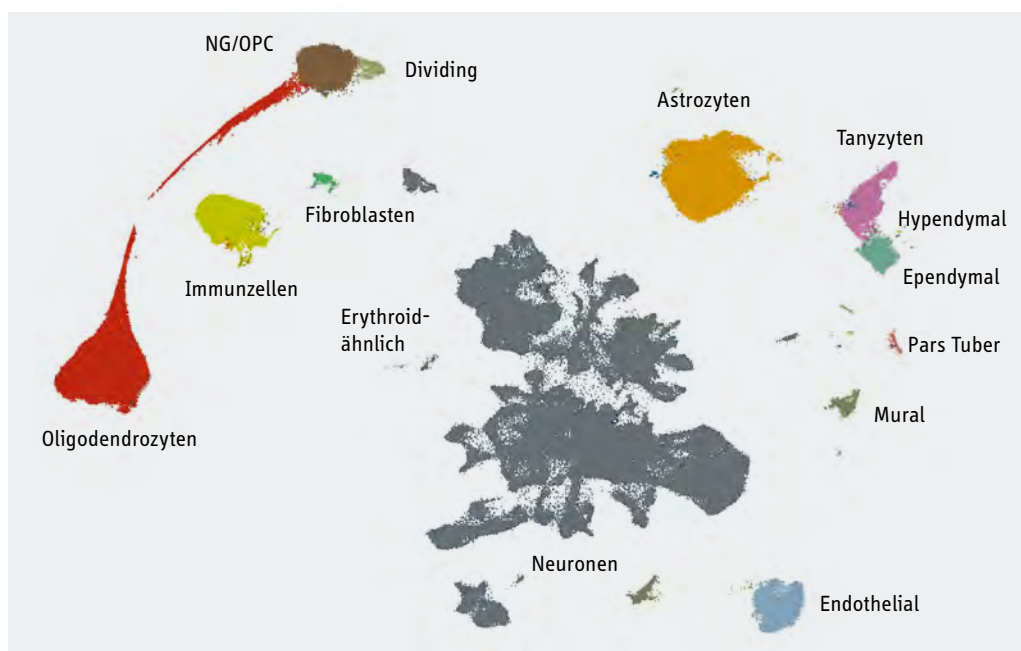 NG/OPC
Dividing
Astrozyten
Tanyzyten
Fibroblasten
Hypendymal
Immunzellen
Ependymal
Erythroid-
ähnlich
Pars Tuber
Mural
Oligodendrozyten
Neuronen
Endothelial